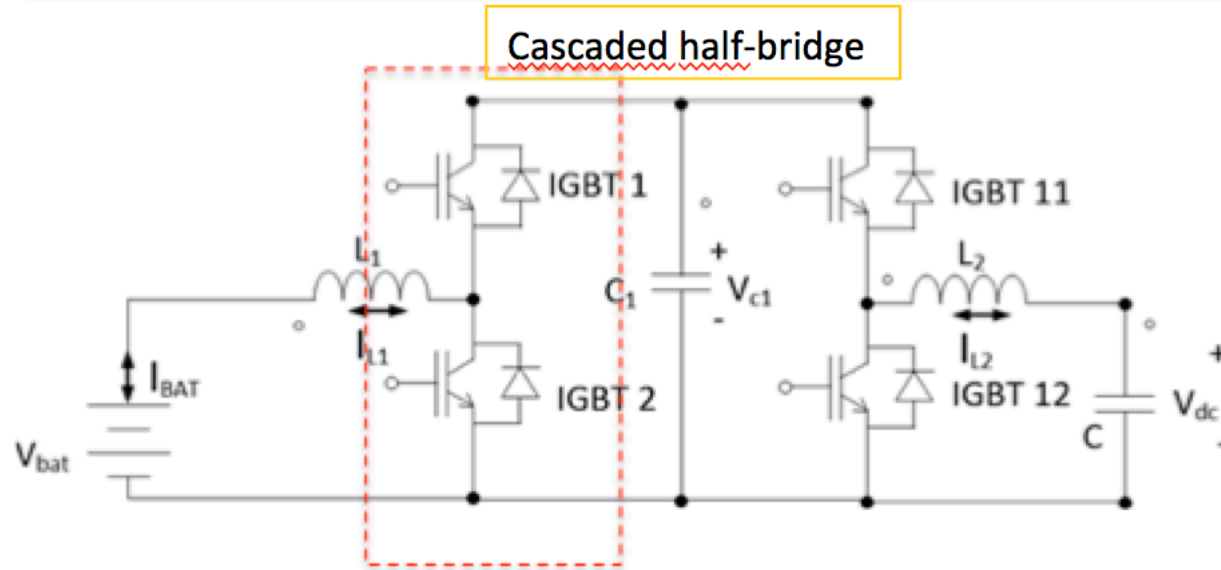 Cascaded half-bridge
IGBT 1
IGBT 11
L1
L2
C1
+
Vc1
-
IL1
IL2
IBAT
IGBT 2
IGBT 12
+
Vdc
-
C
Vbat